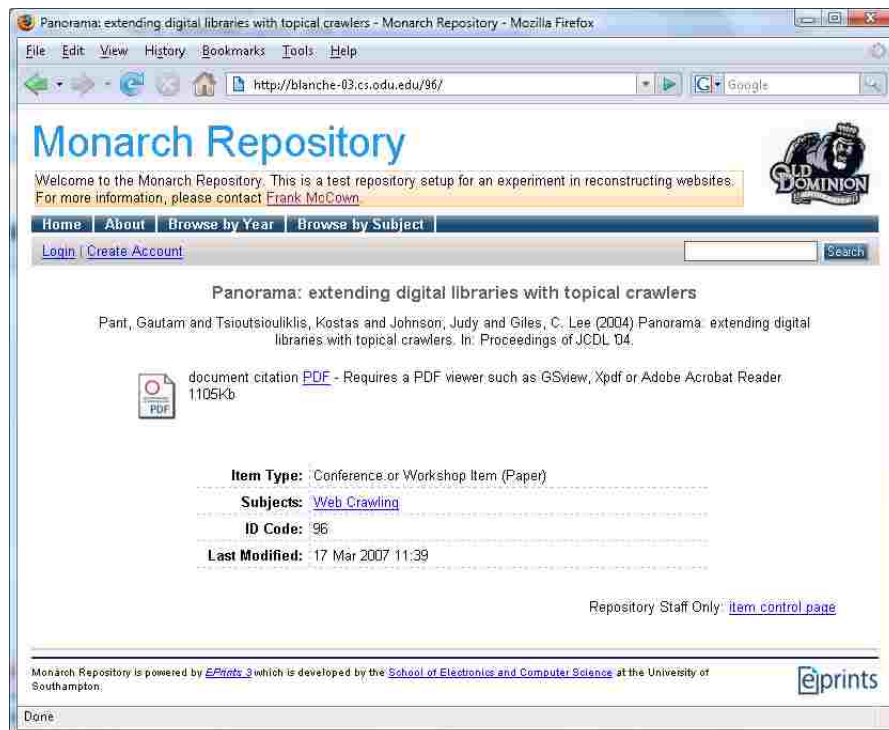 Panorama: extending digital libraries with topical crawlers - Monarch Repository - Mozilla Firefox
File Edit View History Bookmarks Tools Help
http://blanche-03.cs.odu.edu/96/ Google
Monarch Repository
OLD DOMINION
Welcome to the Monarch Repository. This is a test repository setup for an experiment in reconstructing websites.
For more information, please contact Frank McCown.
Home About Browse by Year Browse by Subject
Login | Create Account Search
Panorama: extending digital libraries with topical crawlers
Pant, Gautam and Tsioutsiouliklis, Kostas and Johnson, Judy and Giles, C. Lee (2004) Panorama: extending digital
libraries with topical crawlers. In: Proceedings of JCDL '04.
document citation PDF - Requires a PDF viewer such as GSview, Xpdf or Adobe Acrobat Reader
1105Kb
PDF
Item Type: Conference or Workshop Item (Paper)
Subjects: Web Crawling
ID Code: 96
Last Modified: 17 Mar 2007 11:39
Repository Staff Only: item control page
Monarch Repository is powered by EPrints 3 which is developed by the School of Electronics and Computer Science at the University of
Southampton.
eprints
Done